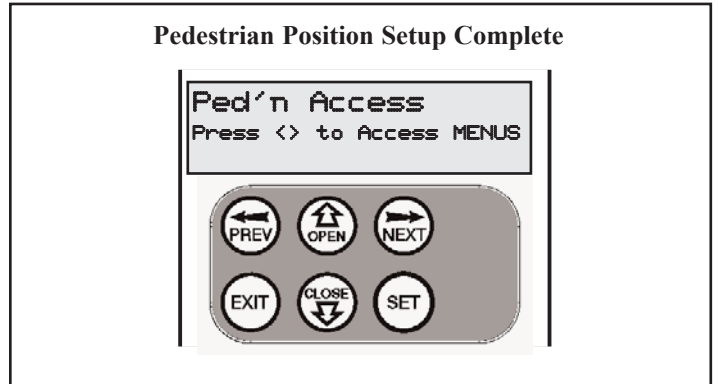 Pedestrian Position Setup Complete
Ped'n Access
Press <> to Access MENUS
PREV
OPEN
NEXT
EXIT
CLOSE
SET